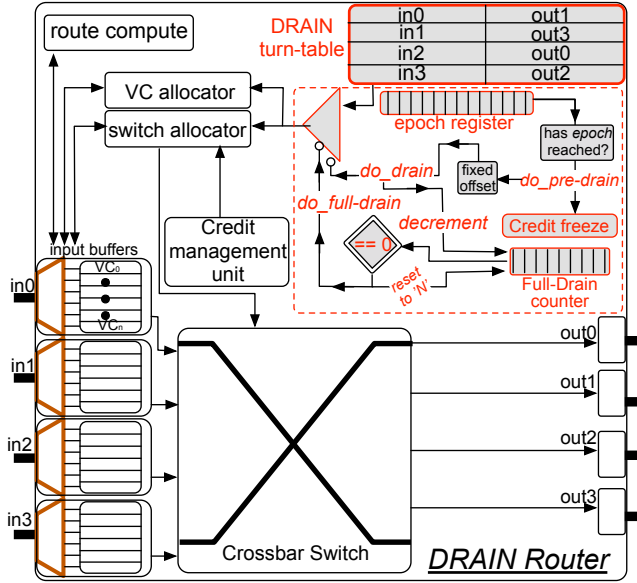 route compute
DRAIN
turn-table
in0 out1
in1 out3
in2 out0
in3 out2
VC allocator
switch allocator
epoch register
has epoch
reached?
do_drain
fixed
offset
do_pre-drain
do_full-drain
decrement
Credit freeze
Credit
management
unit
== 0
reset
to 'N'
Full-Drain
counter
input buffers
in0
VC0
VCn
in1
in2
in3
out0
out1
out2
out3
Crossbar Switch
DRAIN Router